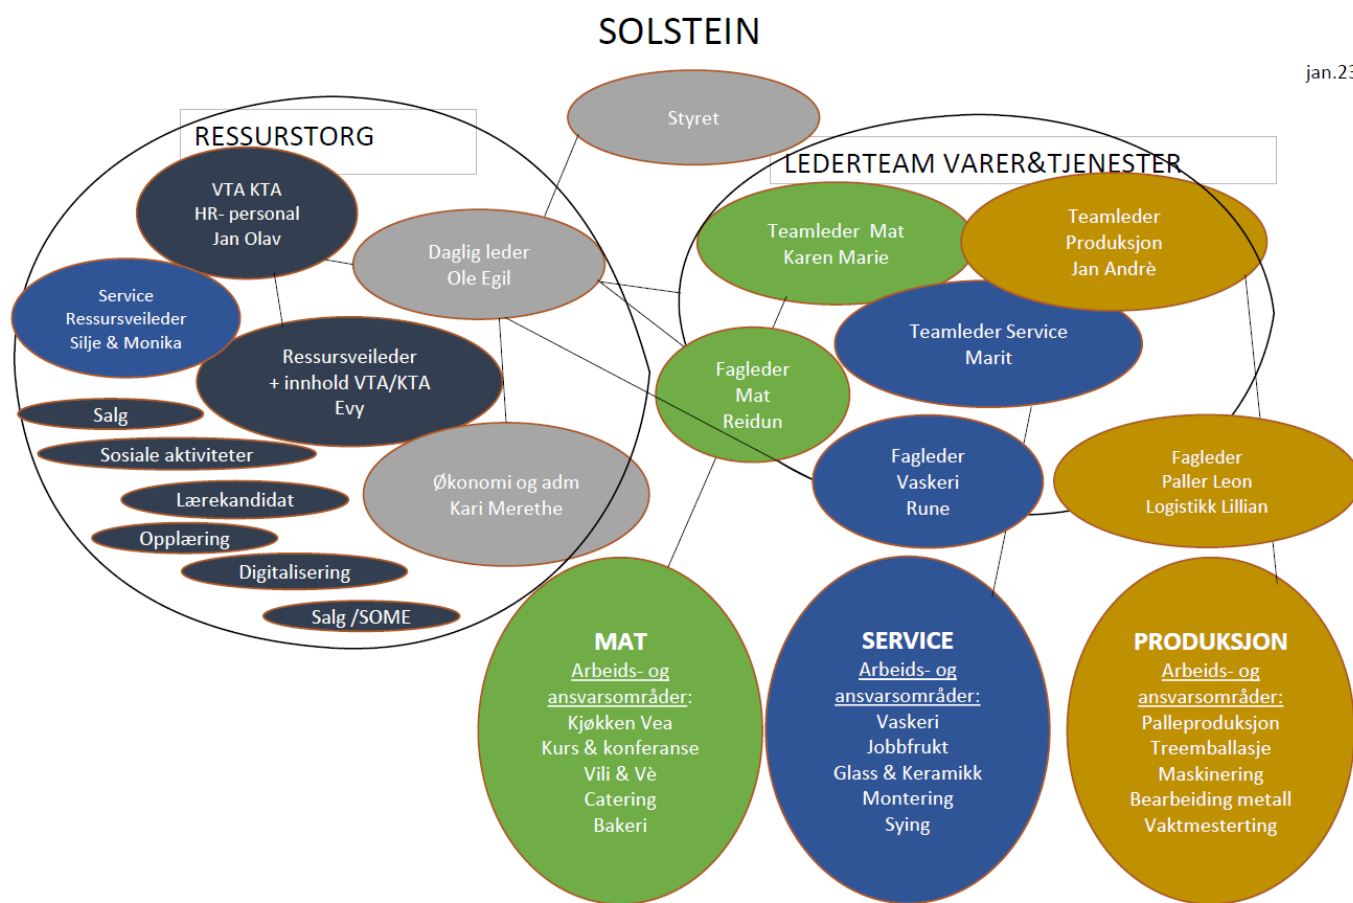 SOLSTEIN
jan.23
Styret
RESSURSTORG
LEDERTEAM VARER&TJENESTER
VTA KTA
HR- personal
Jan Olav
Daglig leder
Ole Egil
Teamleder  Mat
Karen Marie
Teamleder
Produksjon
Jan Andrè
Service
Ressursveileder
Silje & Monika
Teamleder Service
Marit
Ressursveileder
+ innhold VTA/KTA
Evy
Fagleder
Mat
Reidun
Salg
Sosiale aktiviteter
Lærekandidat
Opplæring
Digitalisering
Salg /SOME
Økonomi og adm
Kari Merethe
Fagleder
Vaskeri
Rune
Fagleder
Paller Leon
Logistikk Lillian
MAT
Arbeids- og
ansvarsområder:
Kjøkken Vea
Kurs & konferanse
Vili & Vè
Catering
Bakeri
SERVICE
Arbeids- og
ansvarsområder:
Vaskeri
Jobbfrukt
Glass & Keramikk
Montering
Sying
PRODUKSJON
Arbeids- og
ansvarsområder:
Palleproduksjon
Treemballasje
Maskinering
Bearbeiding metall
Vaktmesterting